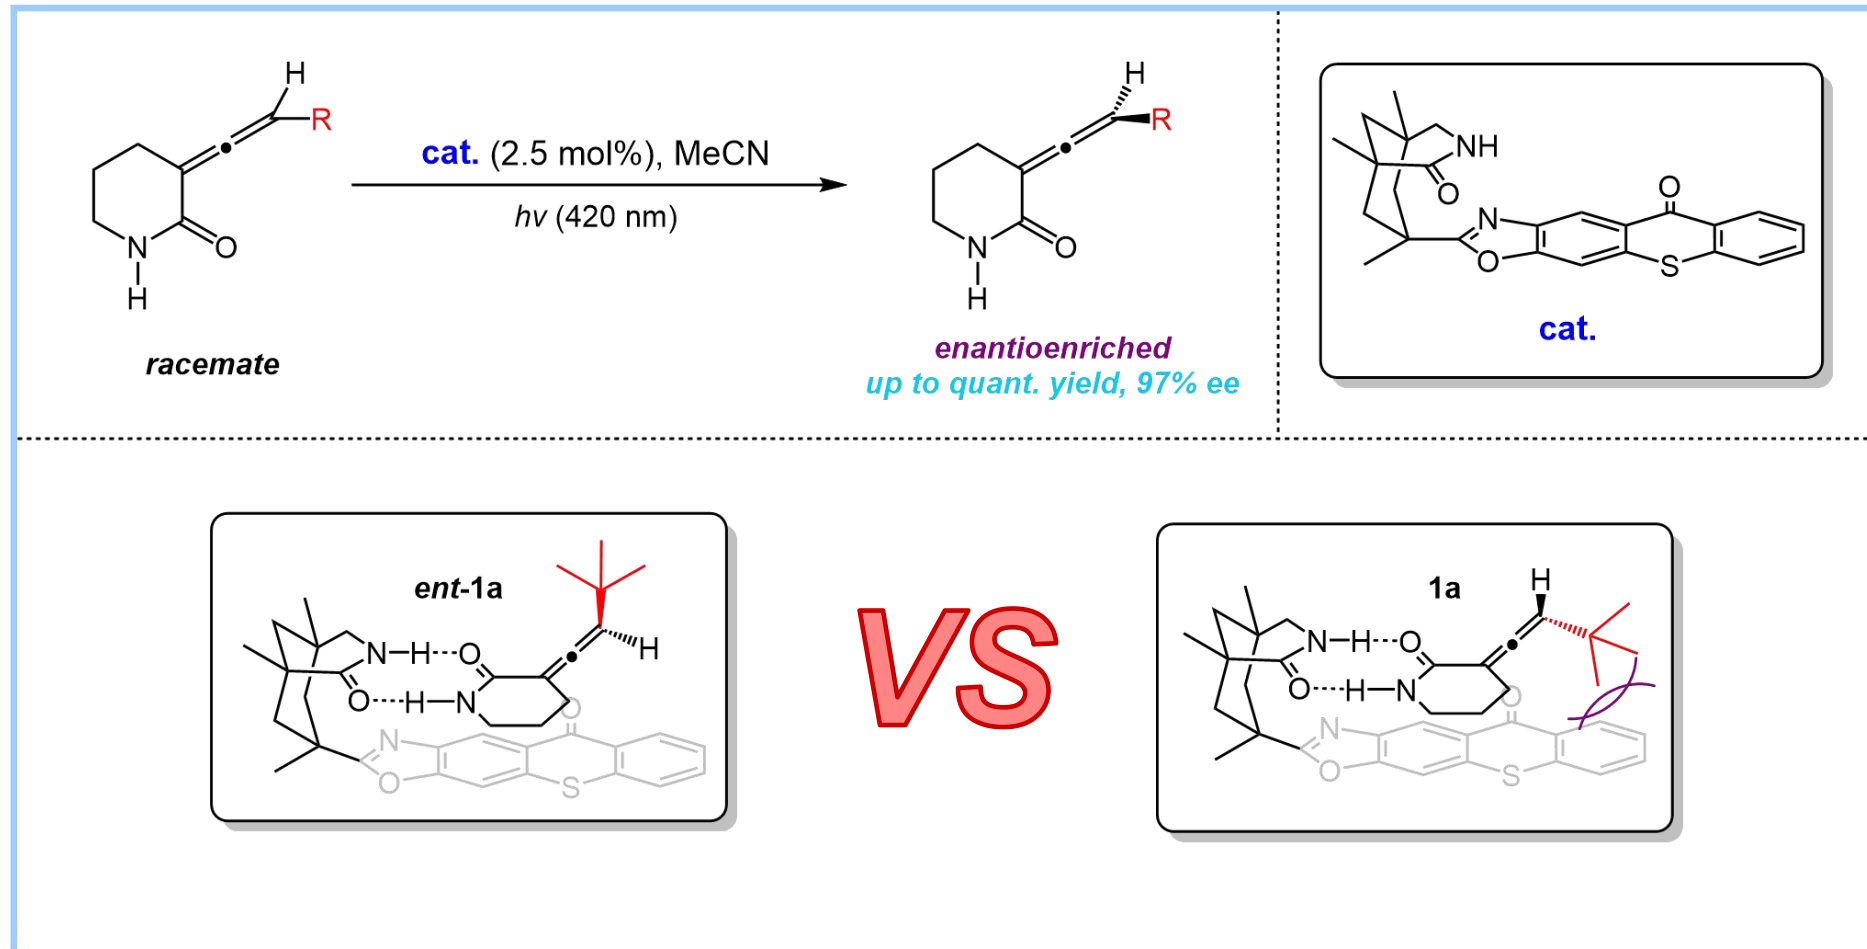 H
R
N
H
O
racemate
cat. (2.5 mol%), MeCN
hν (420 nm)
H
R
N
H
O
enantioenriched
up to quant. yield, 97% ee
NH
O
N
O
O
S
cat.
ent-1a
H
N
H
O
O
H
N
O
N
O
S
VS
1a
H
N
H
O
O
H
N
O
N
O
S